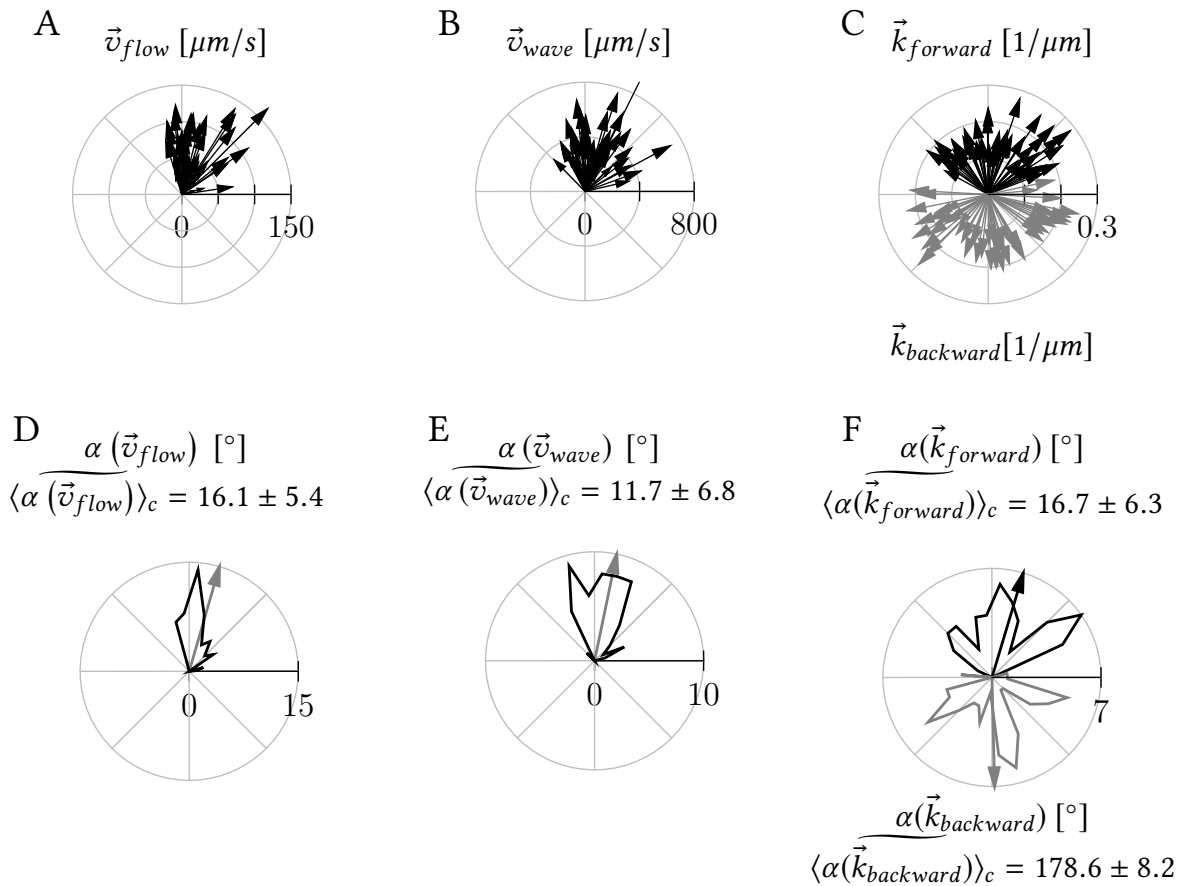 A
v⃗_flow [μm/s]
0
150
B
v⃗_wave [μm/s]
0
800
C
k⃗_forward [1/μm]
0.3
k⃗_backward[1/μm]
D
α (v⃗_flow) [°]
⟨α (v⃗_flow)⟩_c = 16.1 ± 5.4
0
15
E
α (v⃗_wave) [°]
⟨α (v⃗_wave)⟩_c = 11.7 ± 6.8
0
10
F
α(k⃗_forward) [°]
⟨α(k⃗_forward)⟩_c = 16.7 ± 6.3
7
α(k⃗_backward) [°]
⟨α(k⃗_backward)⟩_c = 178.6 ± 8.2